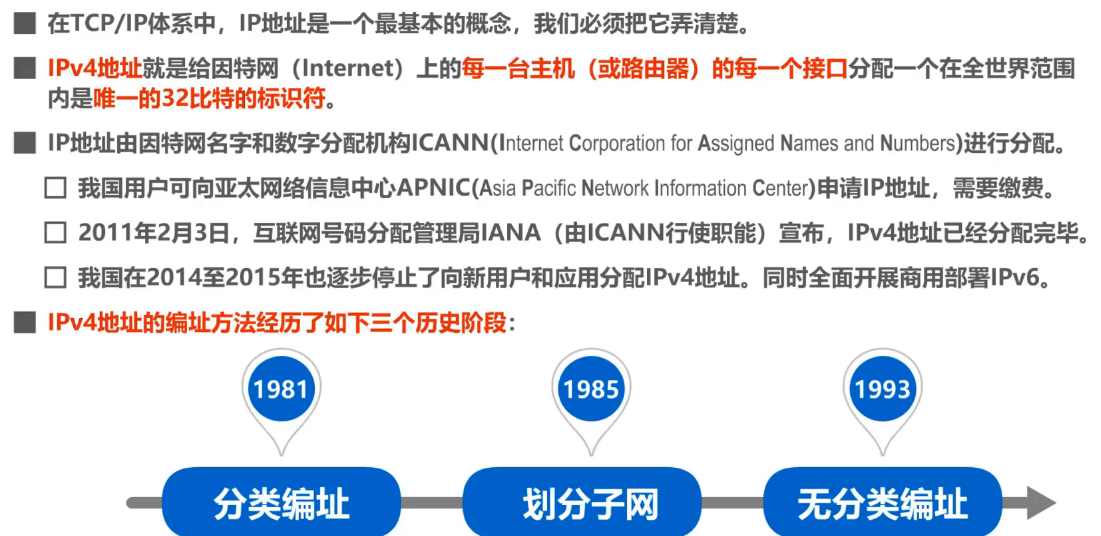 在TCP/IP体系中，IP地址是一个最基本的概念，我们必须把它弄清楚。
IPv4地址就是给因特网（Internet）上的每一台主机（或路由器）的每一个接口分配一个在全世界范围
内是唯一的32比特的标识符。
IP地址由因特网名字和数字分配机构ICANN(Internet Corporation for Assigned Names and Numbers)进行分配。
我国用户可向亚太网络信息中心APNIC(Asia Pacific Network Information Center)申请IP地址，需要缴费。
2011年2月3日，互联网号码分配管理局IANA（由ICANN行使职能）宣布，IPv4地址已经分配完毕。
我国在2014至2015年也逐步停止了向新用户和应用分配IPv4地址。同时全面开展商用部署IPv6。
IPv4地址的编址方法经历了如下三个历史阶段：
1981 1985 1993
分类编址 划分子网 无分类编址